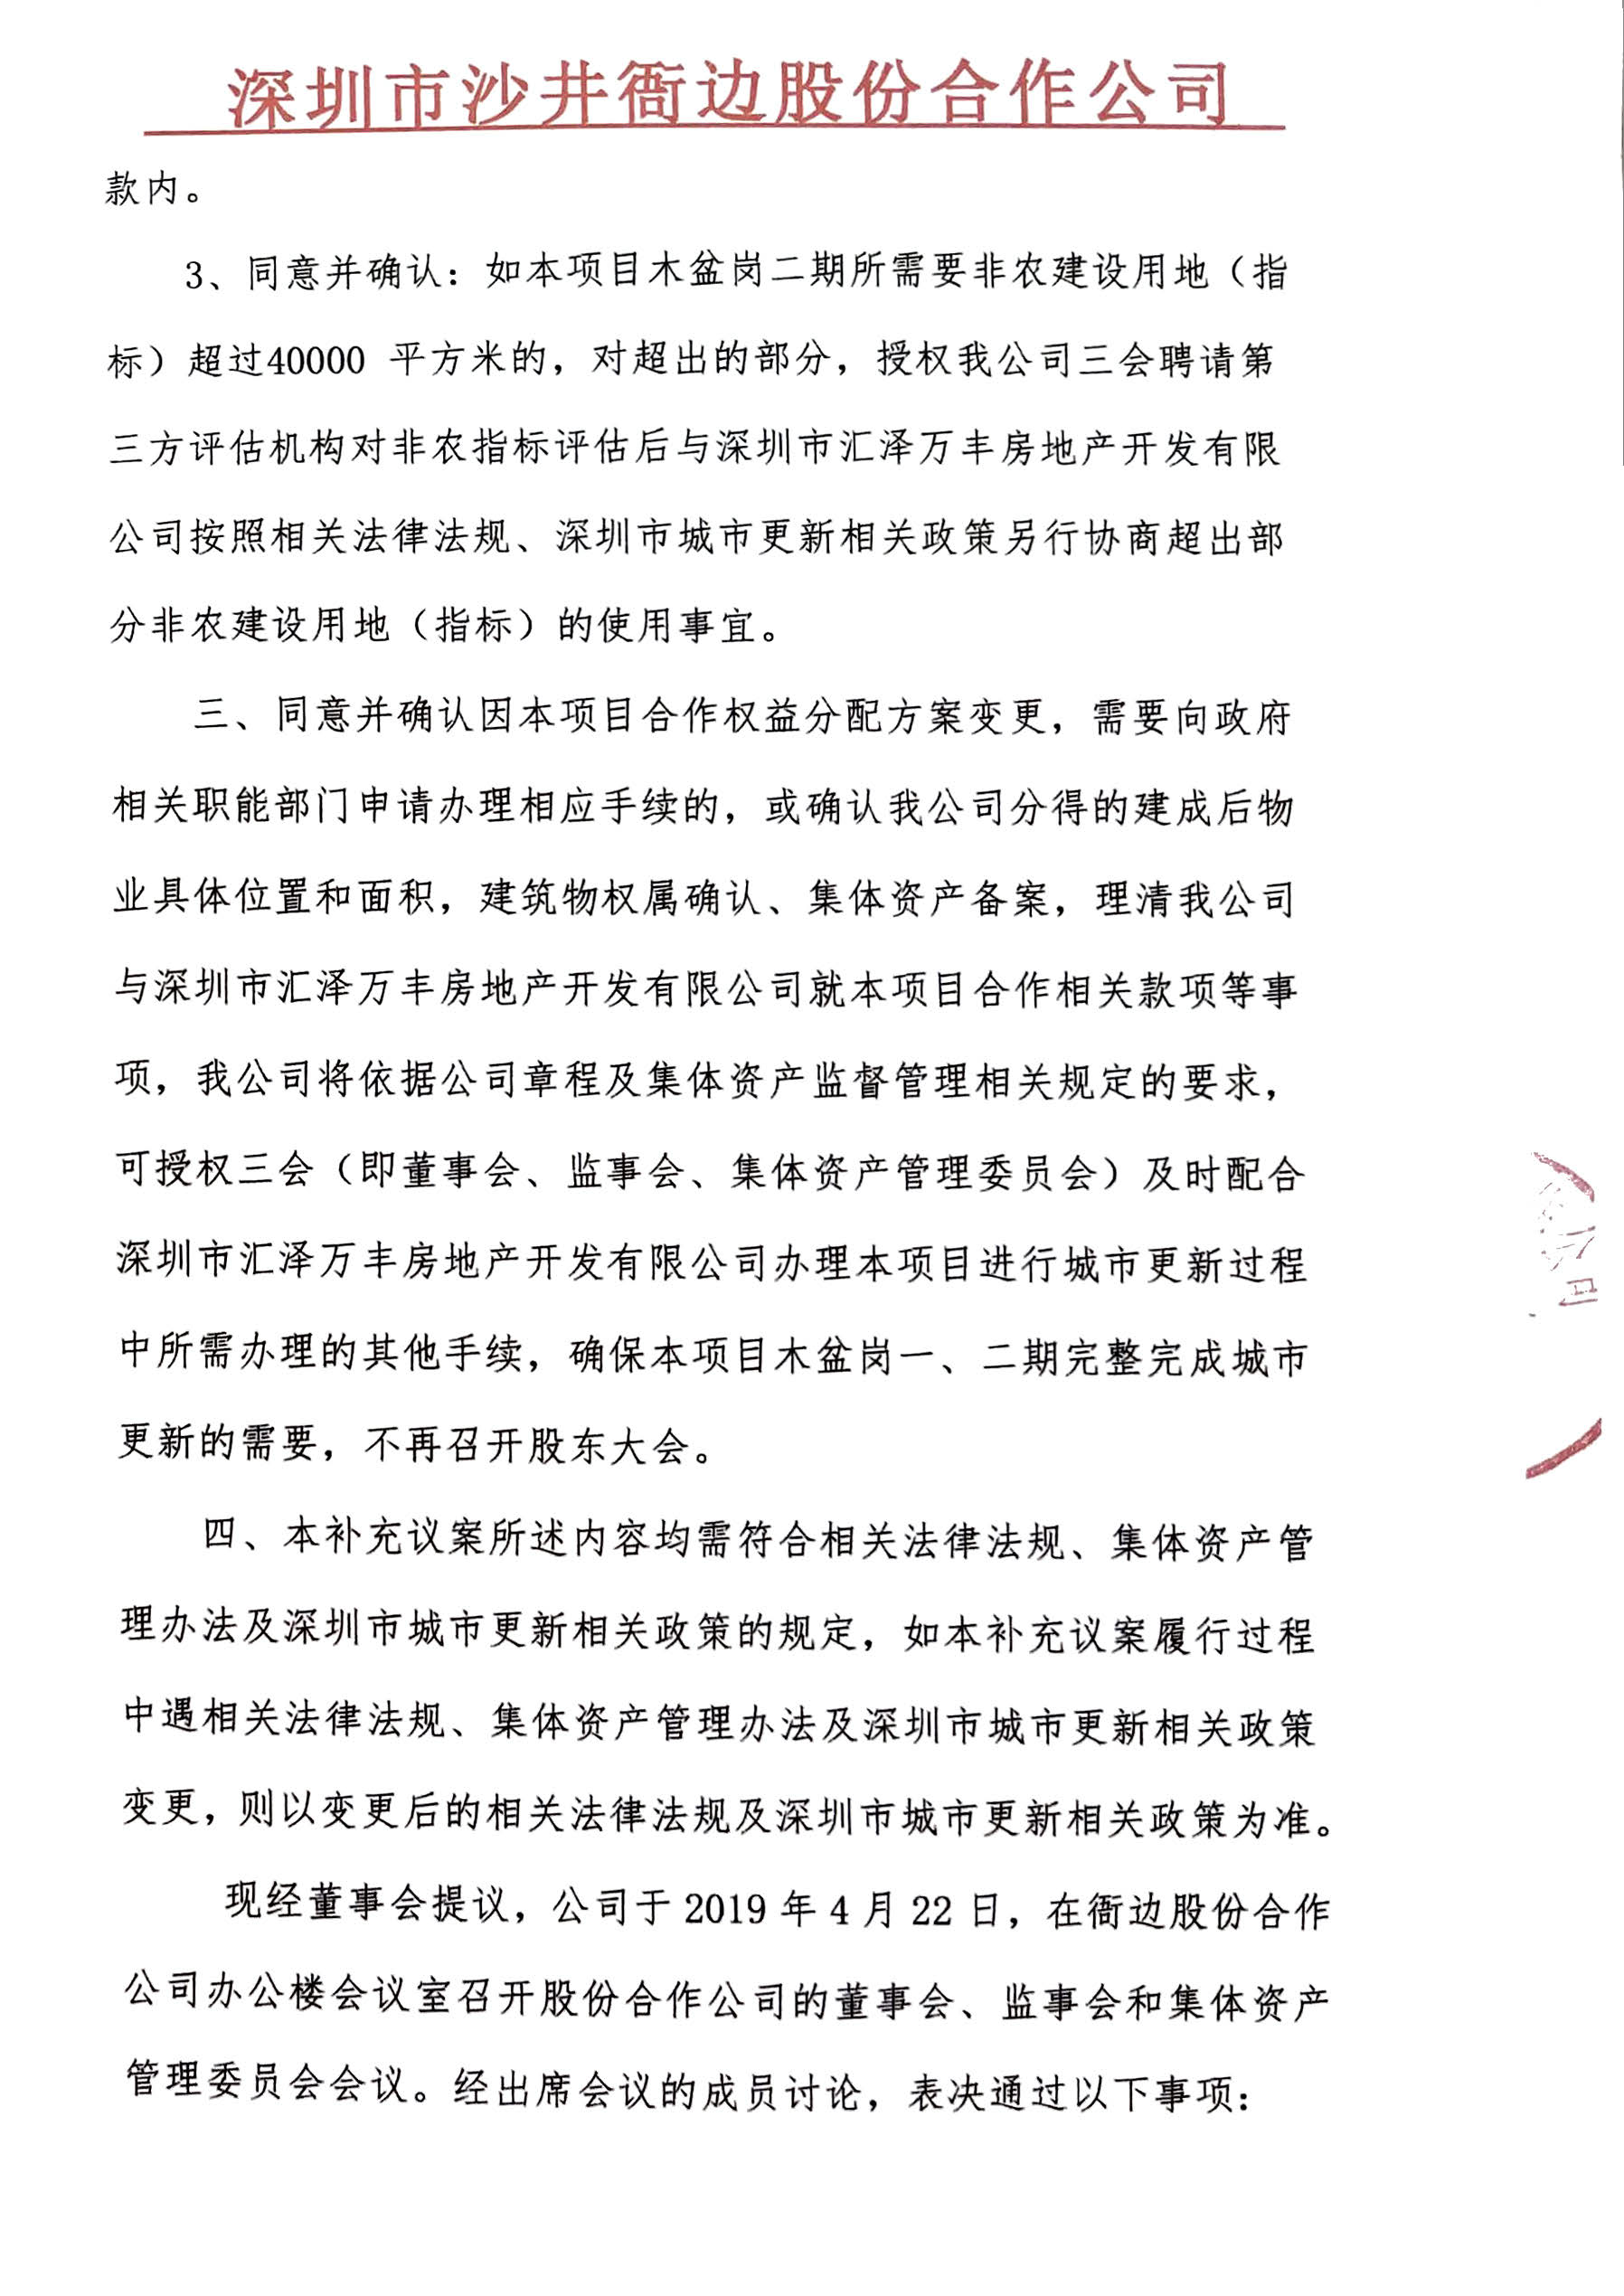 深圳市沙井衙边股份合作公司
款内。
3、同意并确认：如本项目木盆岗二期所需要非农建设用地（指
标）超过40000 平方米的，对超出的部分，授权我公司三会聘请第
三方评估机构对非农指标评估后与深圳市汇泽万丰房地产开发有限
公司按照相关法律法规、深圳市城市更新相关政策另行协商超出部
分非农建设用地（指标）的使用事宜。
三、同意并确认因本项目合作权益分配方案变更，需要向政府
相关职能部门申请办理相应手续的，或确认我公司分得的建成后物
业具体位置和面积，建筑物权属确认、集体资产备案，理清我公司
与深圳市汇泽万丰房地产开发有限公司就本项目合作相关款项等事
项，我公司将依据公司章程及集体资产监督管理相关规定的要求，
可授权三会（即董事会、监事会、集体资产管理委员会）及时配合
深圳市汇泽万丰房地产开发有限公司办理本项目进行城市更新过程
中所需办理的其他手续，确保本项目木盆岗一、二期完整完成城市
更新的需要，不再召开股东大会。
四、本补充议案所述内容均需符合相关法律法规、集体资产管
理办法及深圳市城市更新相关政策的规定，如本补充议案履行过程
中遇相关法律法规、集体资产管理办法及深圳市城市更新相关政策
变更，则以变更后的相关法律法规及深圳市城市更新相关政策为准。
现经董事会提议，公司于 2019 年 4 月 22 日，在衙边股份合作
公司办公楼会议室召开股份合作公司的董事会、监事会和集体资产
管理委员会会议。经出席会议的成员讨论，表决通过以下事项：